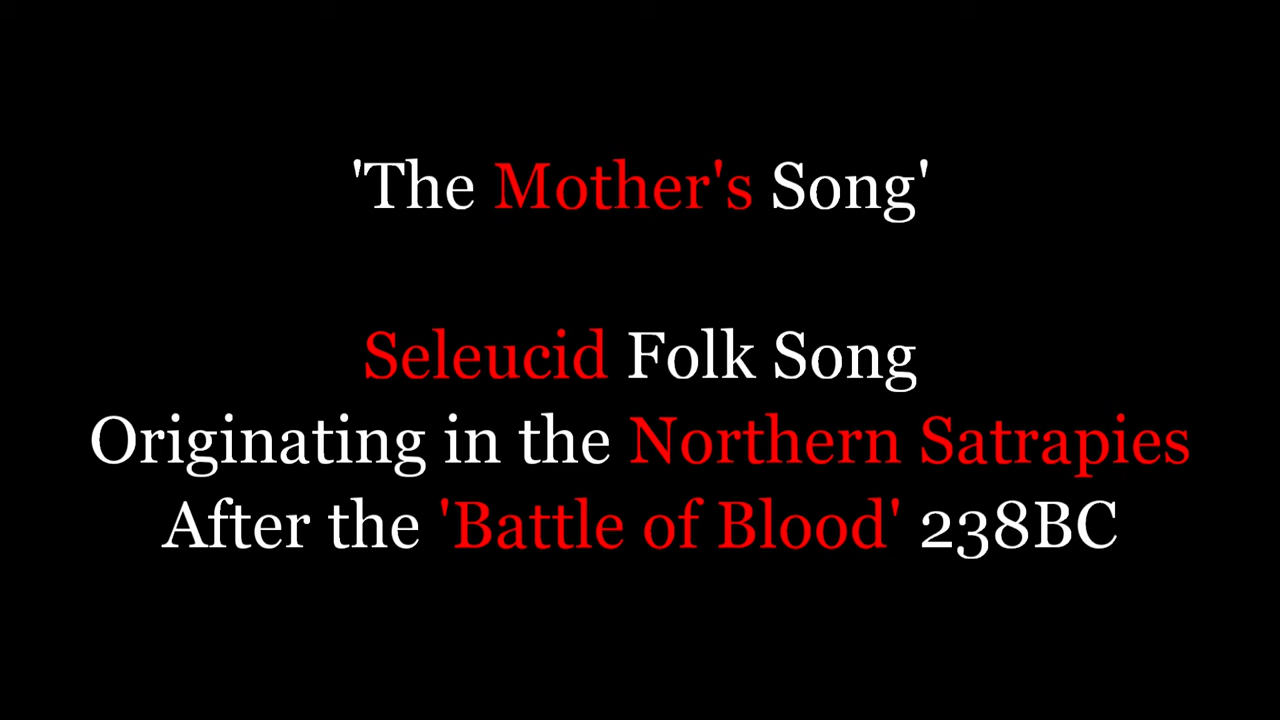 'The Mother's Song'
Seleucid Folk Song
Originating in the Northern Satrapies
After the 'Battle of Blood' 238BC